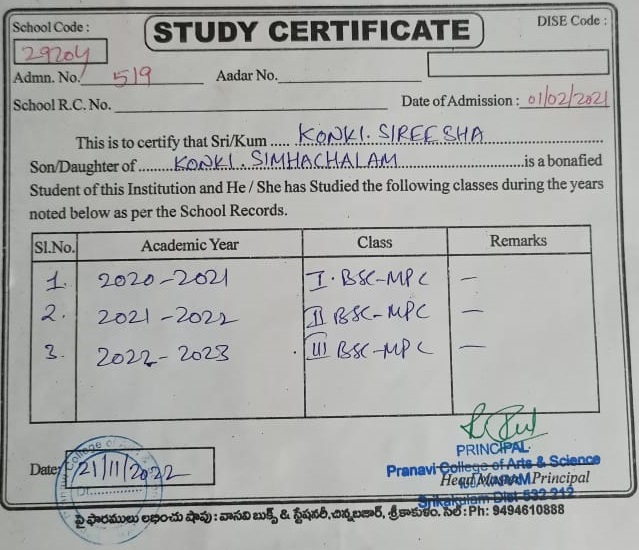 School Code :
STUDY CERTIFICATE
DISE Code :
29204
Admn. No. 519 Aadar No.
School R.C. No. Date of Admission : 01/02/2021
This is to certify that Sri/Kum ..... KONKI. SIREESHA
Son/Daughter of KONKI. SIMHACHALAM is a bonafied
Student of this Institution and He / She has Studied the following classes during the years
noted below as per the School Records.
Sl.No. Academic Year Class Remarks
1. 2020-2021 I. BSC-MPC —
2. 2021-2022 II BSC-MPC —
3. 2022-2023 III BSC-MPC —
PRINCIPAL
Pranavi College of Arts & Science
Date: 21/11/2022 Head Master/Principal
Srikakulam Dist-532 212
పై ఫారములు లభించు షాపు : వాసవి బుక్స్ & స్టేషనరీ, చిన్నబజార్, శ్రీకాకుళం. సెల్ : Ph: 9494610888